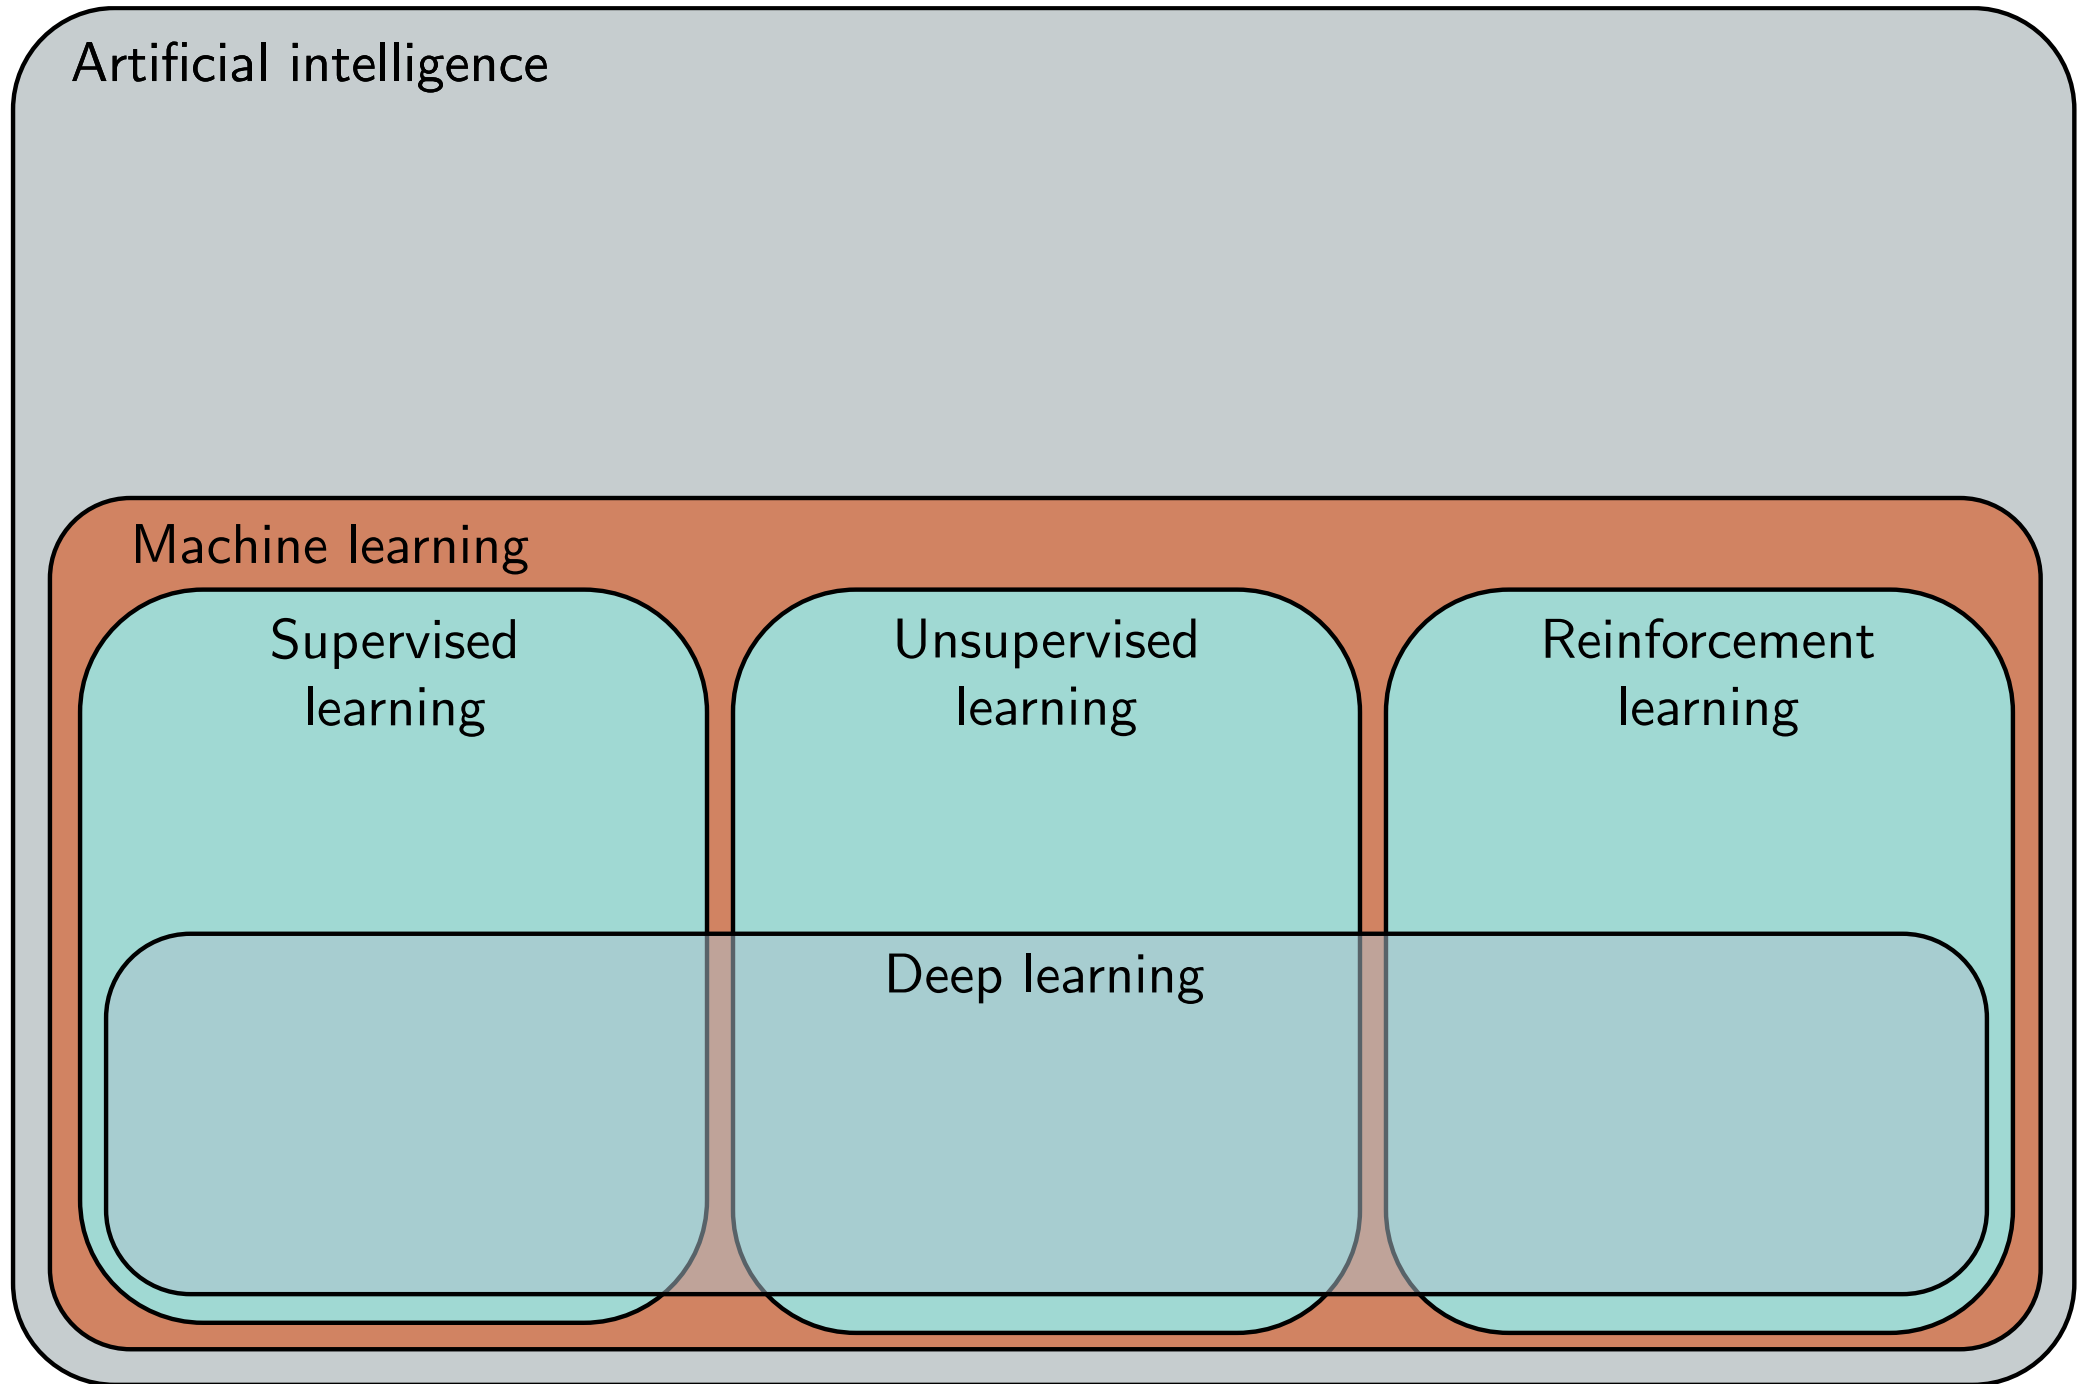 Artificial intelligence
Machine learning
Supervised
learning
Unsupervised
learning
Reinforcement
learning
Deep learning